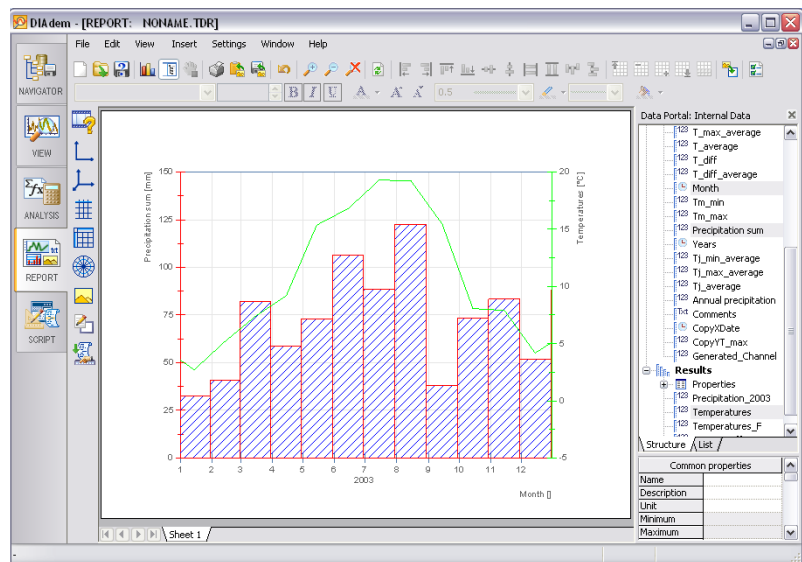 DIAdem - [REPORT: NONAME.TDR]
File Edit View Insert Settings Window Help
NAVIGATOR
VIEW
ANALYSIS
REPORT
SCRIPT
B I U A A A 0.5
Precipitation sum [mm]
150
125
100
75
50
25
0
Temperatures [°C]
20
15
10
5
0
-5
1 2 3 4 5 6 7 8 9 10 11 12
2003
Month []
Sheet 1
Data Portal: Internal Data
T_max_average
T_average
T_diff
T_diff_average
Month
Tm_min
Tm_max
Precipitation sum
Years
Tj_min_average
Tj_max_average
Tj_average
Annual precipitation
Comments
CopyXDate
CopyYT_max
Generated_Channel
Results
Properties
Precipitation_2003
Temperatures
Temperatures_F
Structure List
Common properties
Name
Description
Unit
Minimum
Maximum